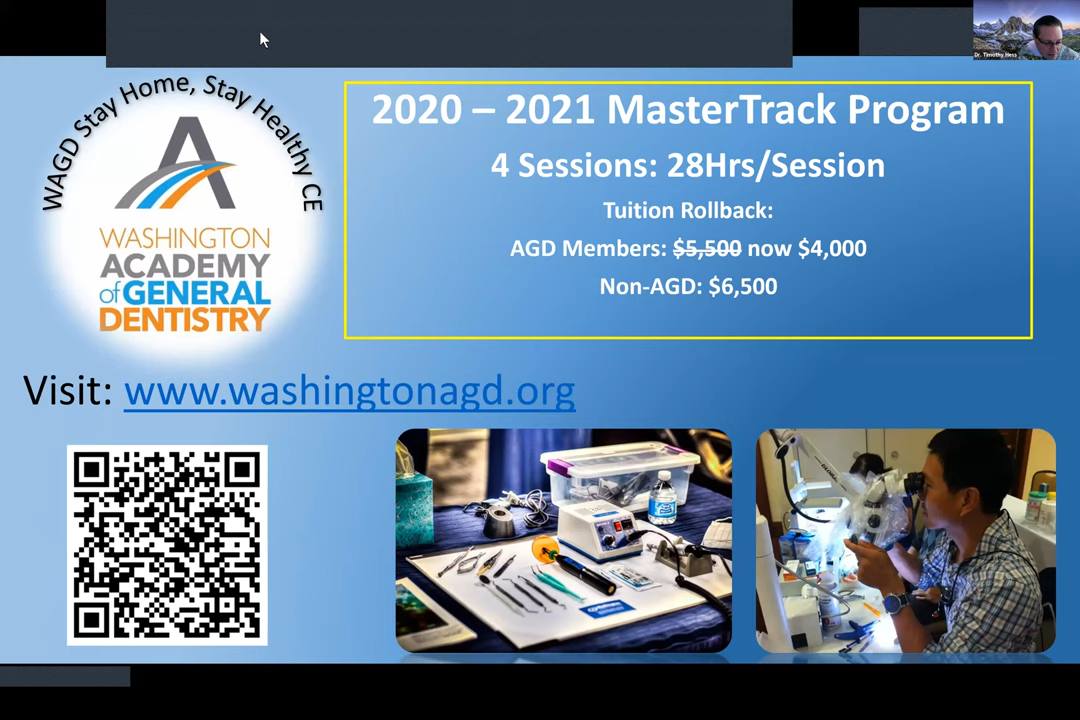 Dr. Timothy Hess
WAGD Stay Home, Stay Healthy CE
WASHINGTON
ACADEMY
of GENERAL
DENTISTRY
2020 – 2021 MasterTrack Program
4 Sessions: 28Hrs/Session
Tuition Rollback:
AGD Members: $5,500 now $4,000
Non-AGD: $6,500
Visit: www.washingtonagd.org
GLOBAL